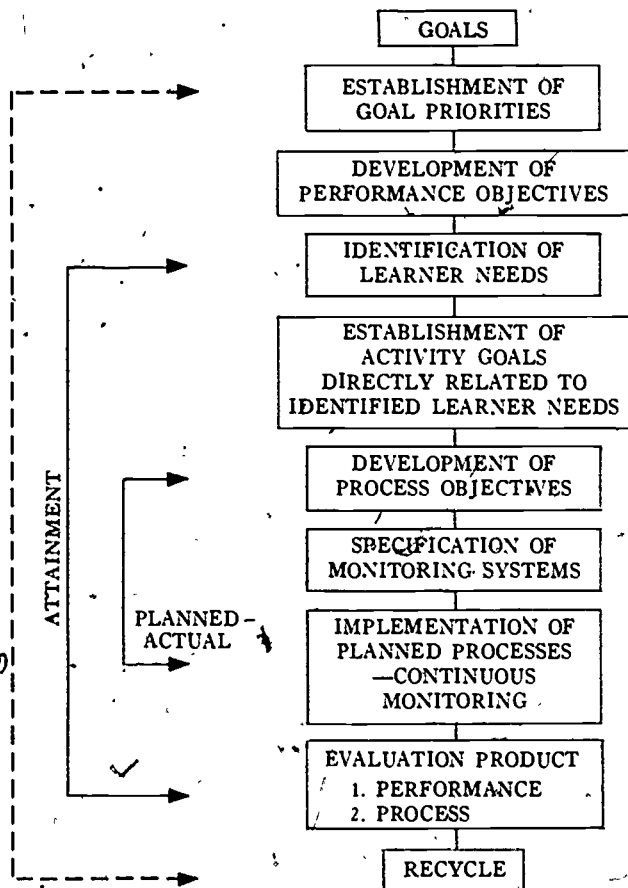 GOALS
ESTABLISHMENT OF
GOAL PRIORITIES
DEVELOPMENT OF
PERFORMANCE OBJECTIVES
IDENTIFICATION OF
LEARNER NEEDS
ESTABLISHMENT OF
ACTIVITY GOALS
DIRECTLY RELATED TO
IDENTIFIED LEARNER NEEDS
DEVELOPMENT OF
PROCESS OBJECTIVES
SPECIFICATION OF
MONITORING SYSTEMS
IMPLEMENTATION OF
PLANNED PROCESSES
—CONTINUOUS
MONITORING
EVALUATION PRODUCT
1. PERFORMANCE
2. PROCESS
RECYCLE
ATTAINMENT
PLANNED–
ACTUAL